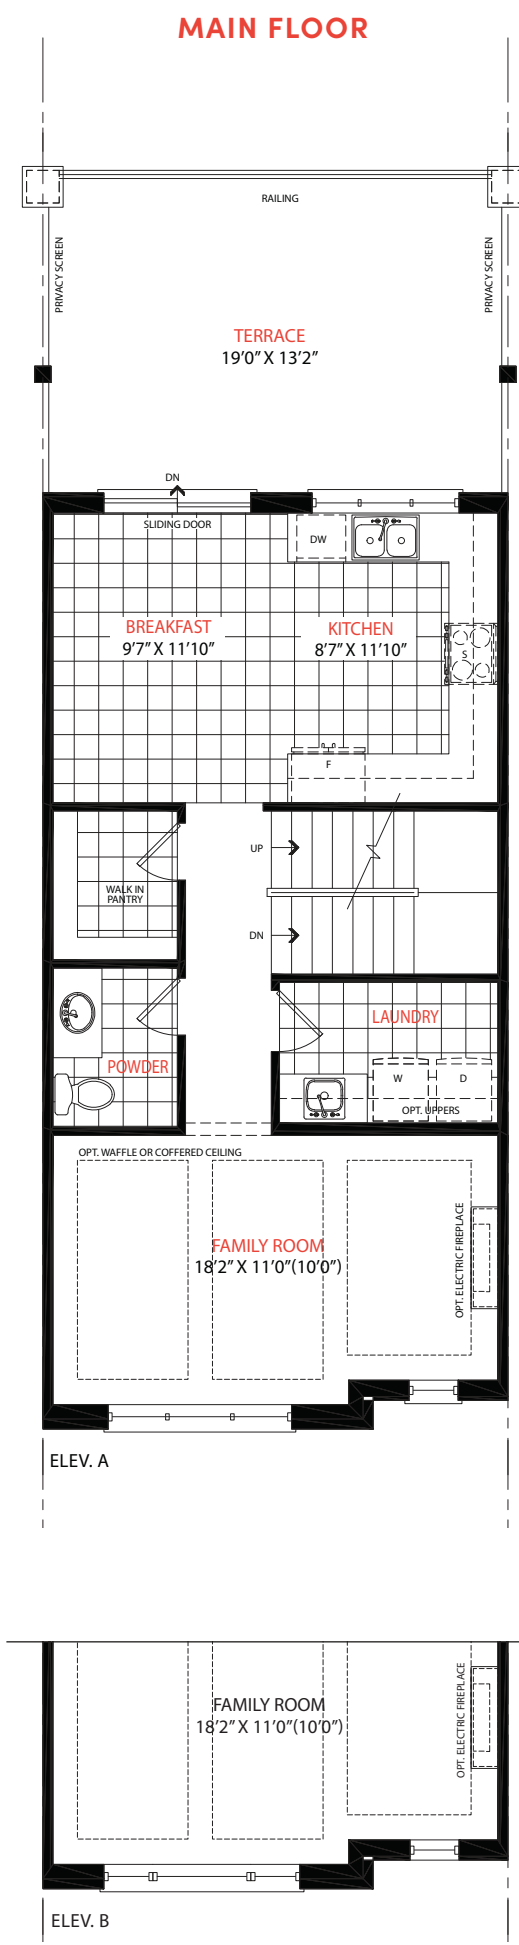 MAIN FLOOR
RAILING
PRIVACY SCREEN
PRIVACY SCREEN
TERRACE
19'0" X 13'2"
DN
SLIDING DOOR
DW
BREAKFAST
9'7" X 11'10"
KITCHEN
8'7" X 11'10"
S
F
UP
WALK IN
PANTRY
DN
LAUNDRY
POWDER
W
D
OPT. UPPERS
OPT. WAFFLE OR COFFERED CEILING
FAMILY ROOM
18'2" X 11'0"(10'0")
OPT. ELECTRIC FIREPLACE
ELEV. A
FAMILY ROOM
18'2" X 11'0"(10'0")
OPT. ELECTRIC FIREPLACE
ELEV. B